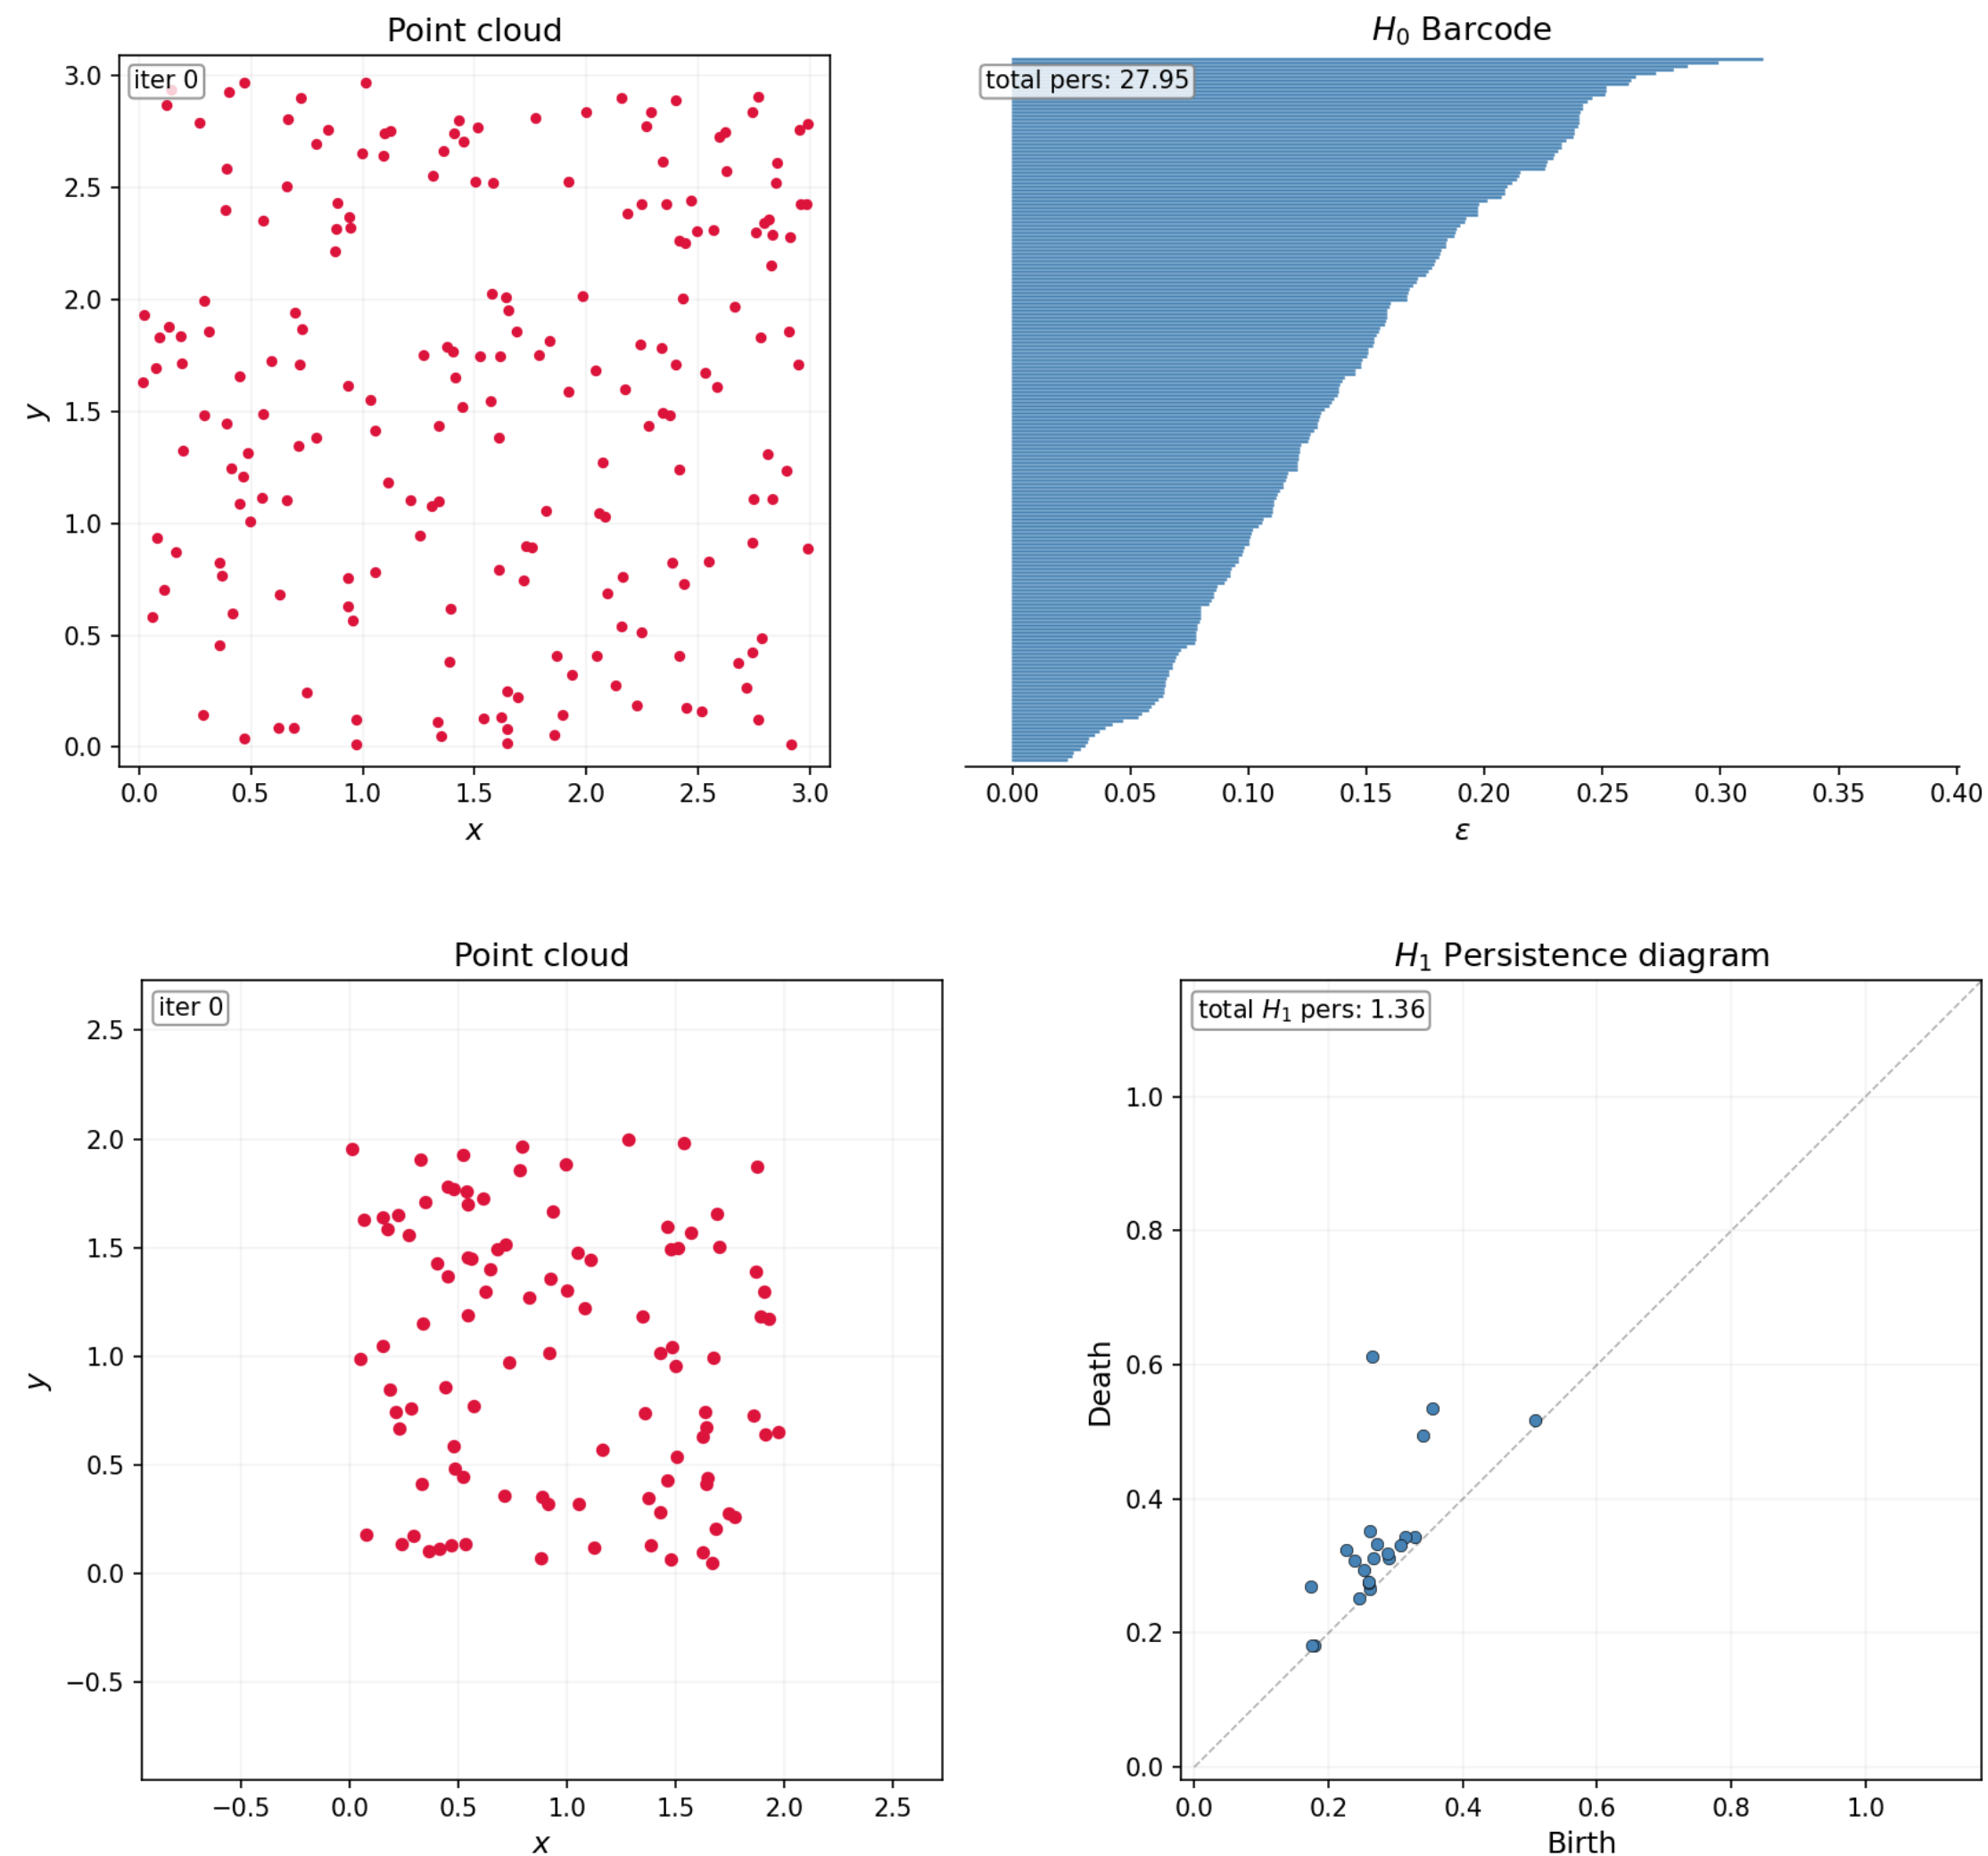 Point cloud
iter 0
3.0
2.5
2.0
1.5
1.0
0.5
0.0
y
0.0 0.5 1.0 1.5 2.0 2.5 3.0
x
H₀ Barcode
total pers: 27.95
0.00 0.05 0.10 0.15 0.20 0.25 0.30 0.35 0.40
ε
Point cloud
iter 0
2.5
2.0
1.5
1.0
0.5
0.0
−0.5
y
−0.5 0.0 0.5 1.0 1.5 2.0 2.5
x
H₁ Persistence diagram
total H₁ pers: 1.36
1.0
0.8
0.6
0.4
0.2
0.0
Death
0.0 0.2 0.4 0.6 0.8 1.0
Birth